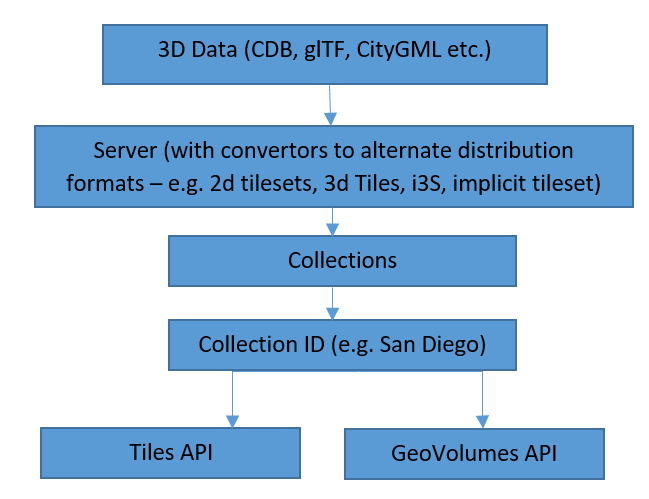 3D Data (CDB, glTF, CityGML etc.)
Server (with convertors to alternate distribution
formats – e.g. 2d tilesets, 3d Tiles, i3S, implicit tileset)
Collections
Collection ID (e.g. San Diego)
Tiles API
GeoVolumes API